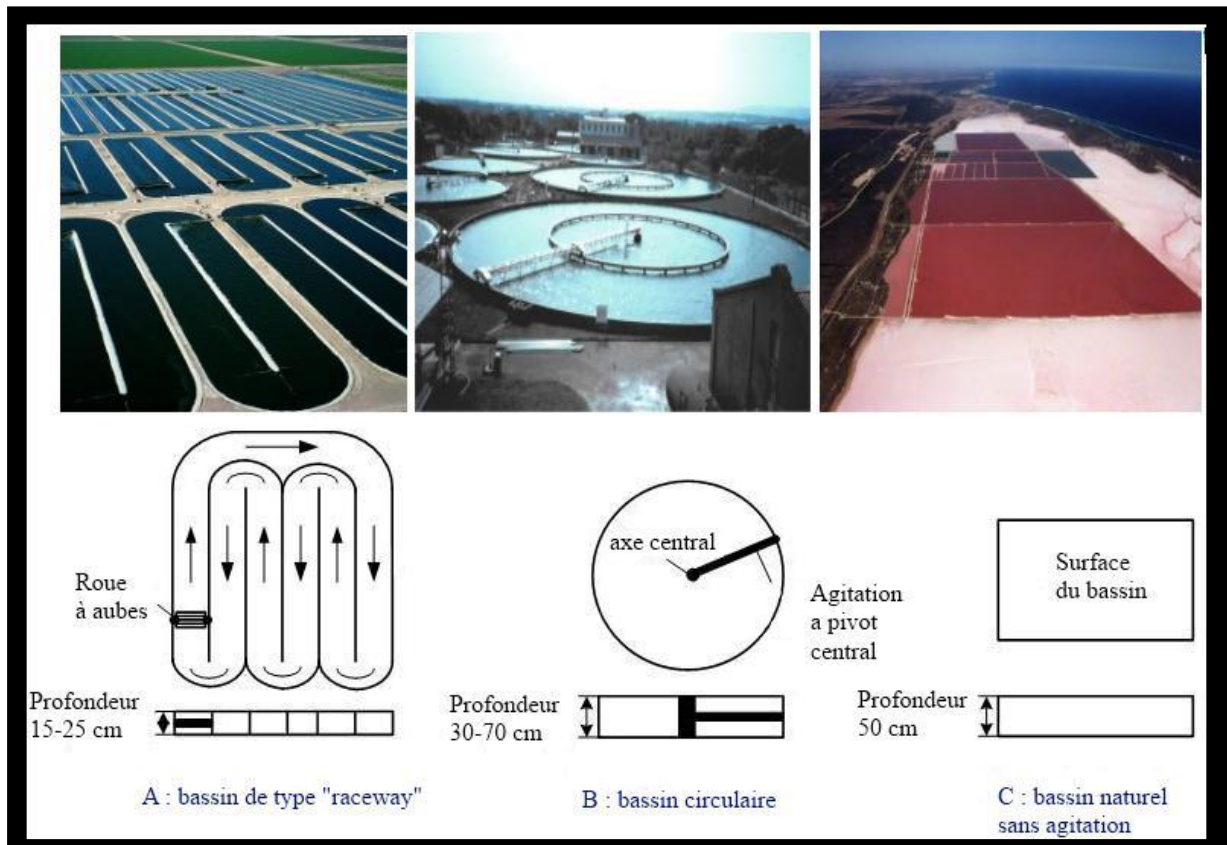 Roue
à aubes
Profondeur
15-25 cm
A : bassin de type "raceway"
axe central
Agitation
a pivot
central
Profondeur
30-70 cm
B : bassin circulaire
Surface
du bassin
Profondeur
50 cm
C : bassin naturel
sans agitation